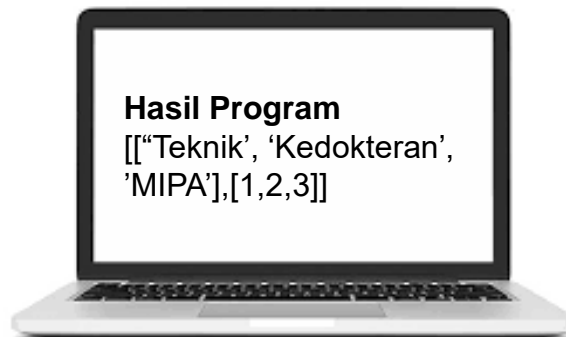 Hasil Program
[[“Teknik’, ‘Kedokteran’,
’MIPA’],[1,2,3]]